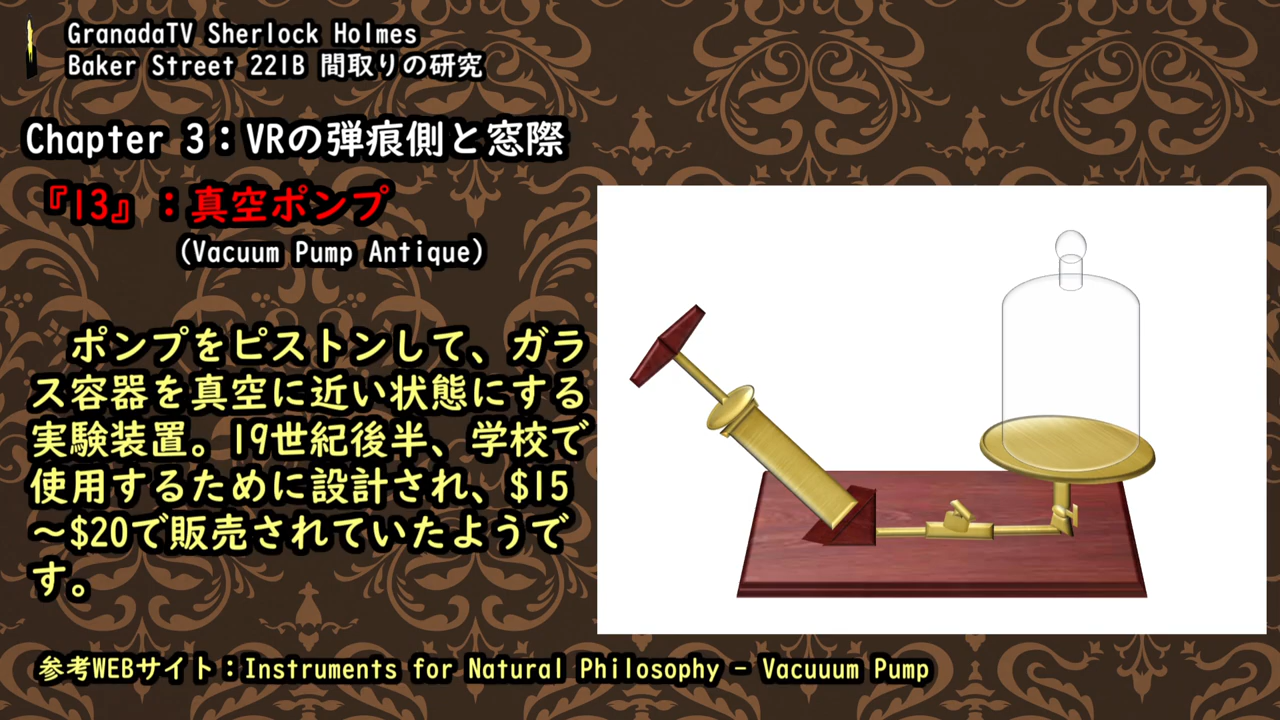 GranadaTV Sherlock Holmes
Baker Street 221B 間取りの研究
Chapter 3：VRの弾痕側と窓際
『13』：真空ポンプ
(Vacuum Pump Antique)
ポンプをピストンして、ガラ
ス容器を真空に近い状態にする
実験装置。19世紀後半、学校で
使用するために設計され、$15
～$20で販売されていたようで
す。
参考WEBサイト：Instruments for Natural Philosophy - Vacuuum Pump